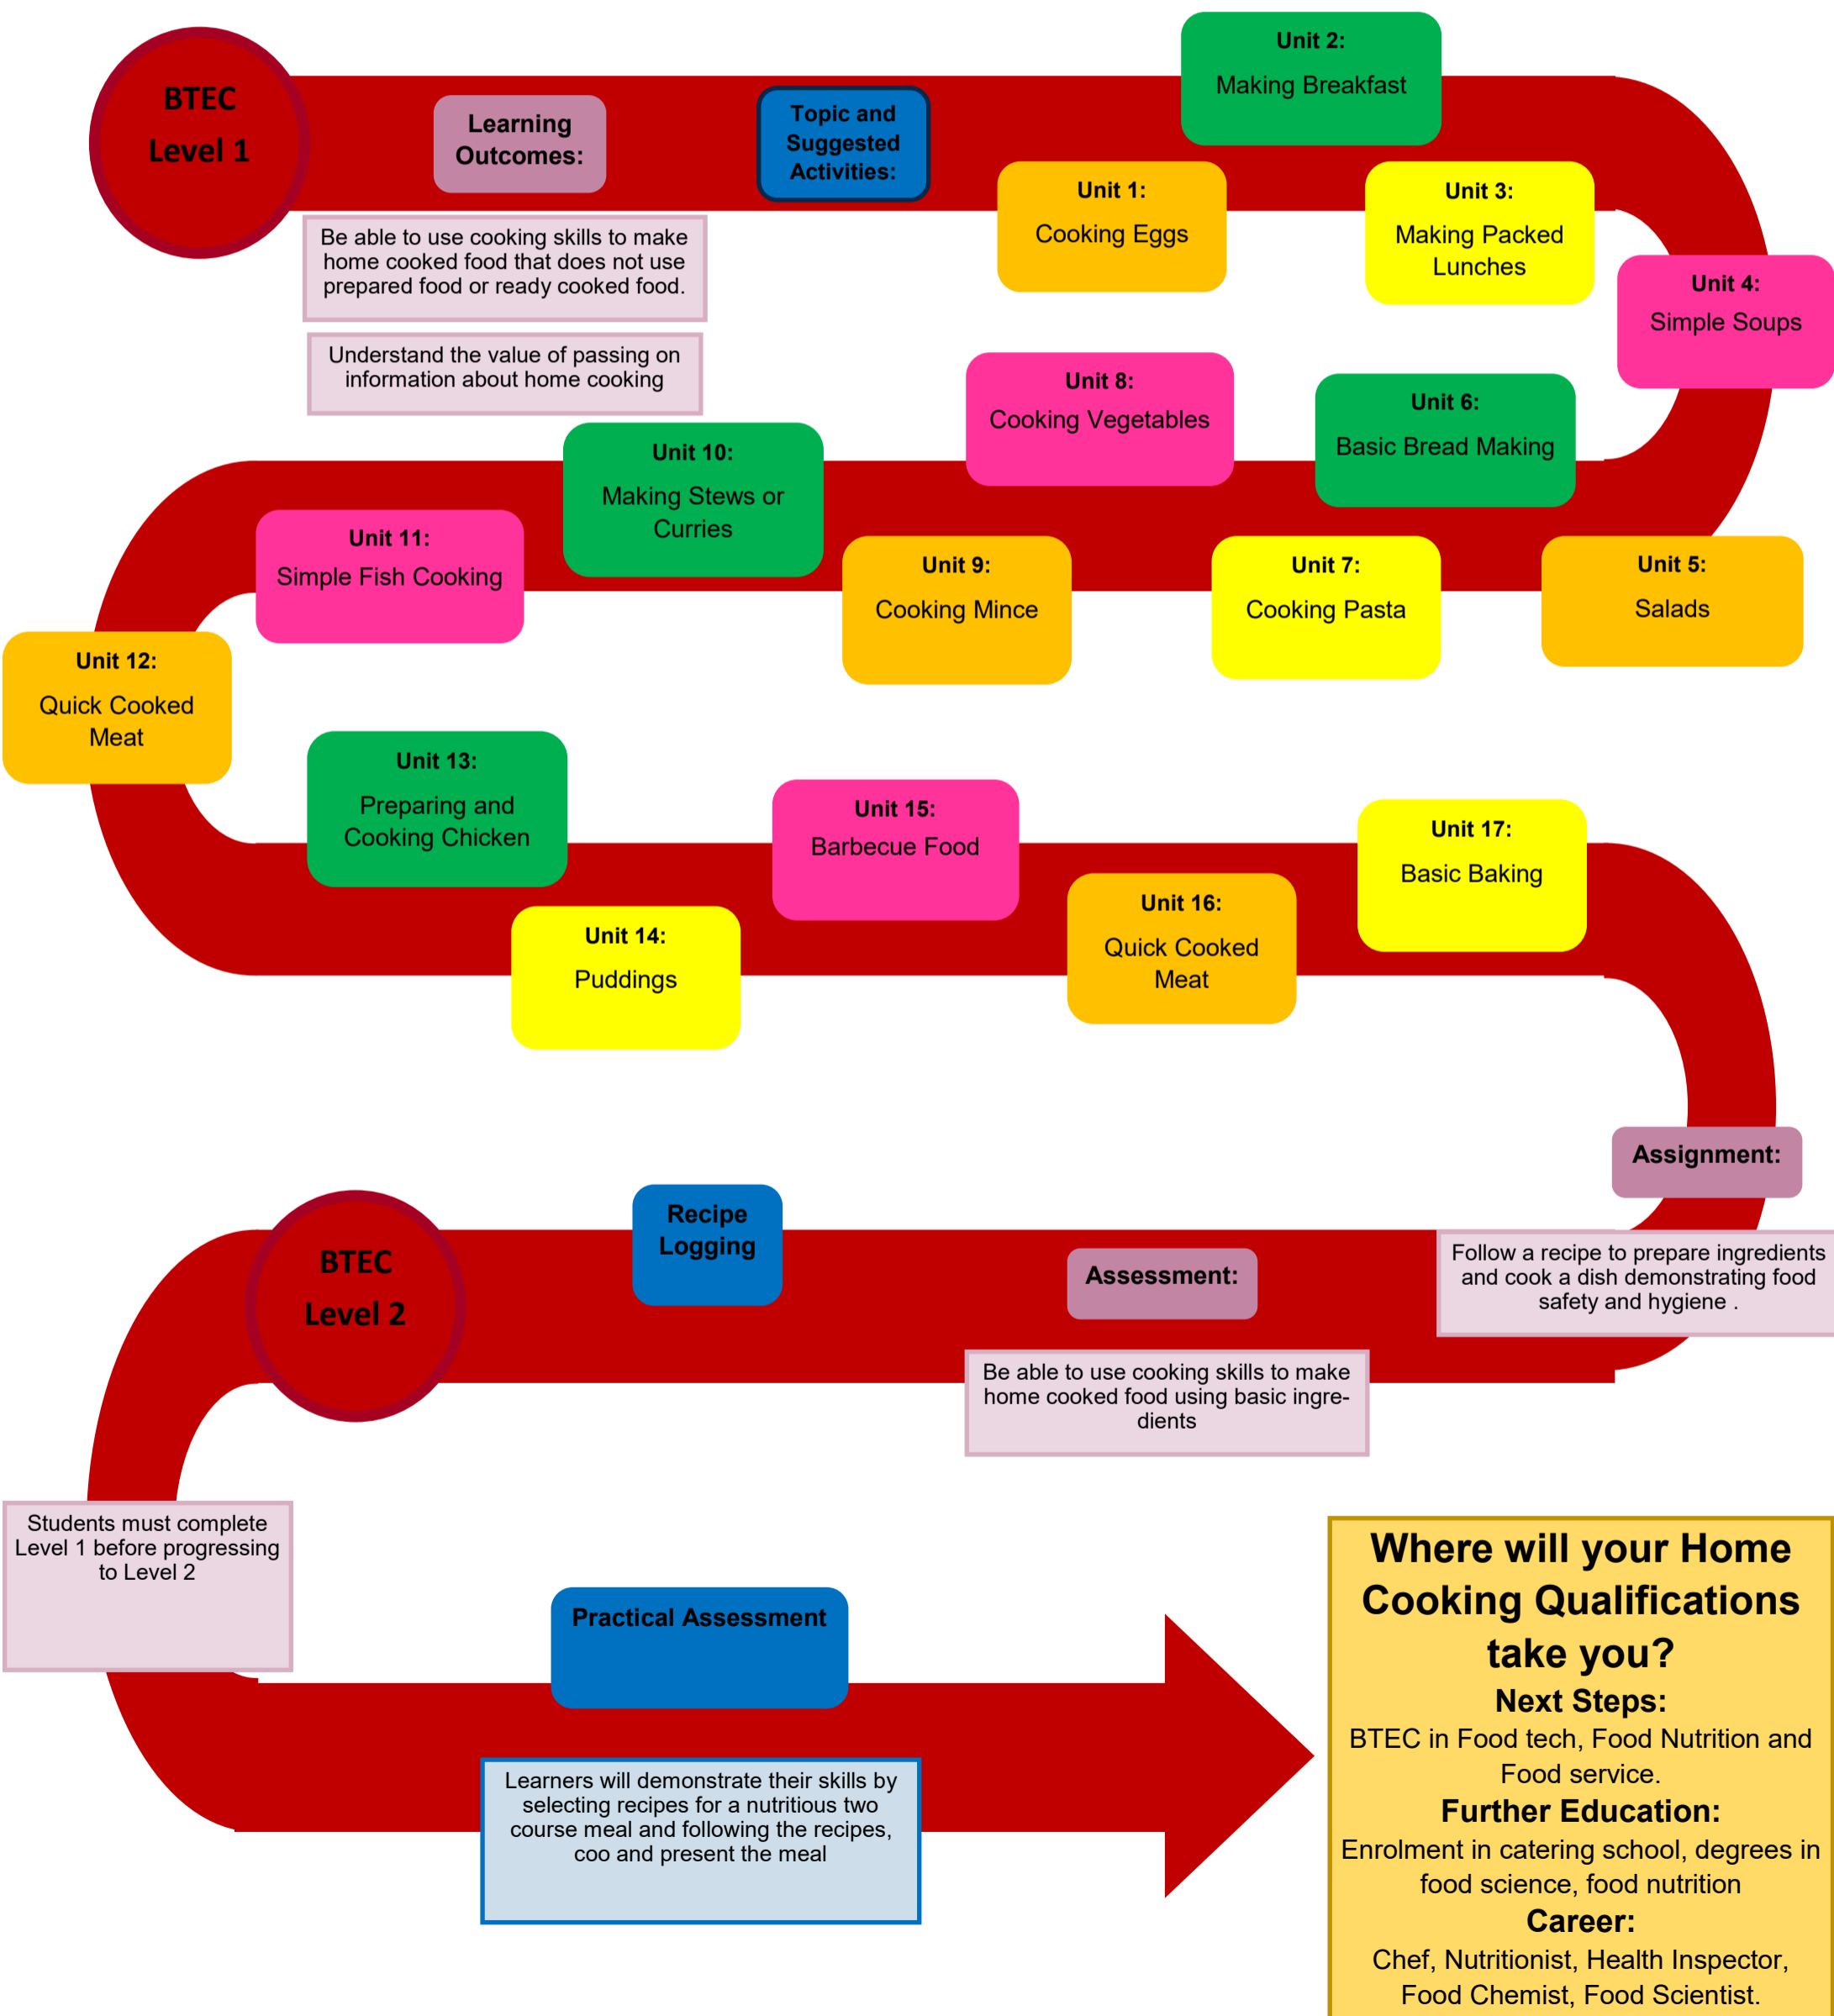 BTEC
Level 1
Learning
Outcomes:
Be able to use cooking skills to make
home cooked food that does not use
prepared food or ready cooked food.
Understand the value of passing on
information about home cooking
Topic and
Suggested
Activities:
Unit 1:
Cooking Eggs
Unit 2:
Making Breakfast
Unit 3:
Making Packed
Lunches
Unit 4:
Simple Soups
Unit 5:
Salads
Unit 6:
Basic Bread Making
Unit 7:
Cooking Pasta
Unit 8:
Cooking Vegetables
Unit 9:
Cooking Mince
Unit 10:
Making Stews or
Curries
Unit 11:
Simple Fish Cooking
Unit 12:
Quick Cooked
Meat
Unit 13:
Preparing and
Cooking Chicken
Unit 14:
Puddings
Unit 15:
Barbecue Food
Unit 16:
Quick Cooked
Meat
Unit 17:
Basic Baking
Assignment:
Follow a recipe to prepare ingredients
and cook a dish demonstrating food
safety and hygiene .
Assessment:
Be able to use cooking skills to make
home cooked food using basic ingre-
dients
Recipe
Logging
BTEC
Level 2
Students must complete
Level 1 before progressing
to Level 2
Practical Assessment
Learners will demonstrate their skills by
selecting recipes for a nutritious two
course meal and following the recipes,
coo and present the meal
Where will your Home
Cooking Qualifications
take you?
Next Steps:
BTEC in Food tech, Food Nutrition and
Food service.
Further Education:
Enrolment in catering school, degrees in
food science, food nutrition
Career:
Chef, Nutritionist, Health Inspector,
Food Chemist, Food Scientist.